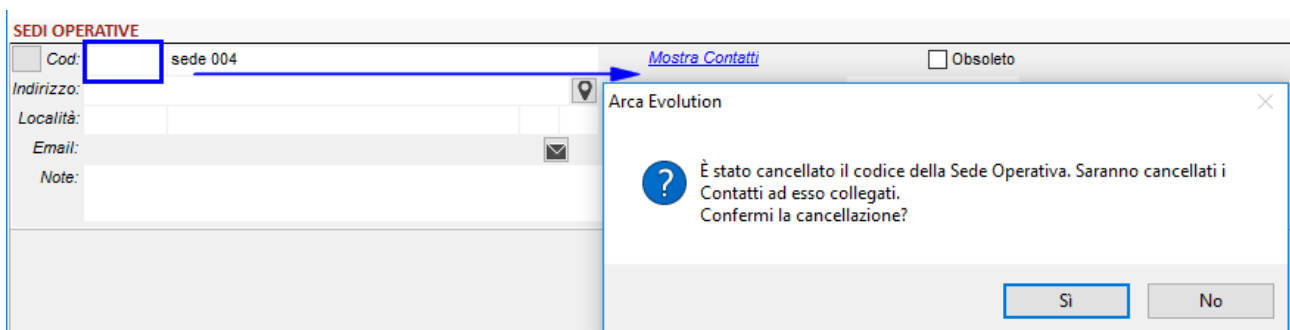 SEDI OPERATIVE
Cod: sede 004 Mostra Contatti Obsoleto
Indirizzo:
Località:
Email:
Note:
Arca Evolution
È stato cancellato il codice della Sede Operativa. Saranno cancellati i
Contatti ad esso collegati.
Confermi la cancellazione?
Sì No